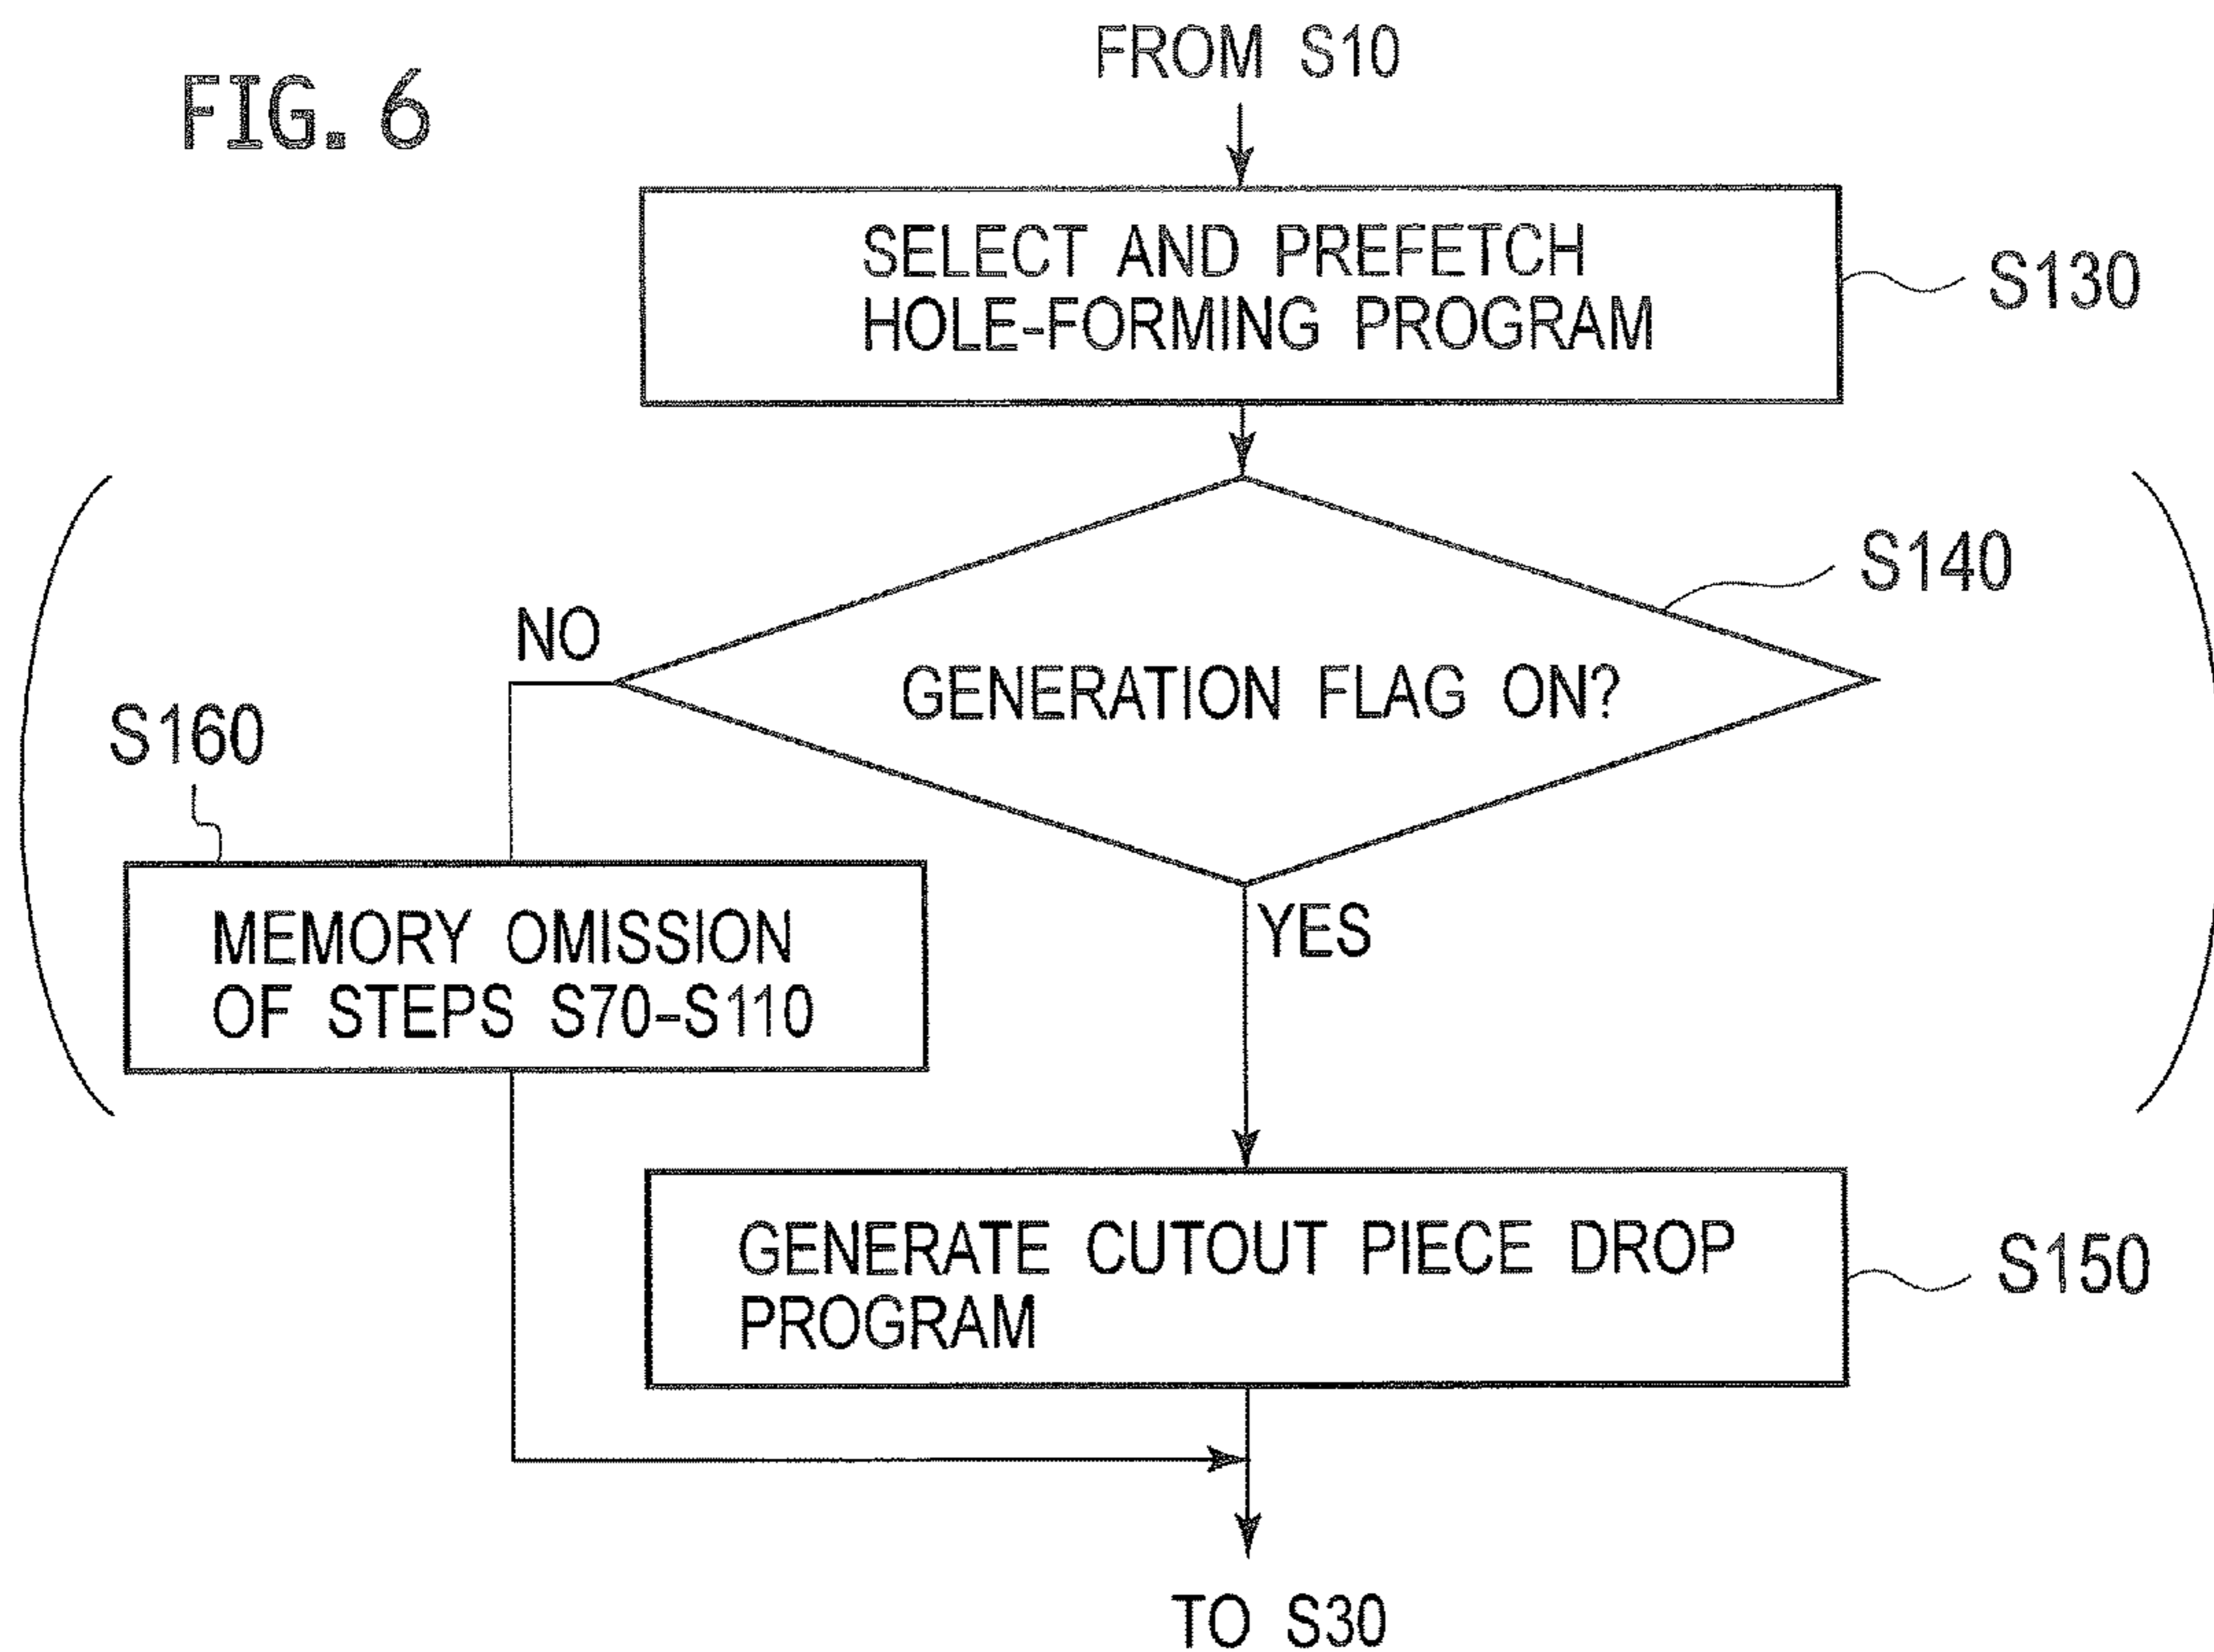 FIG. 6
FROM S10
SELECT AND PREFETCH
HOLE-FORMING PROGRAM
S130
S140
NO
GENERATION FLAG ON?
S160
YES
MEMORY OMISSION
OF STEPS S70-S110
GENERATE CUTOUT PIECE DROP
PROGRAM
S150
TO S30